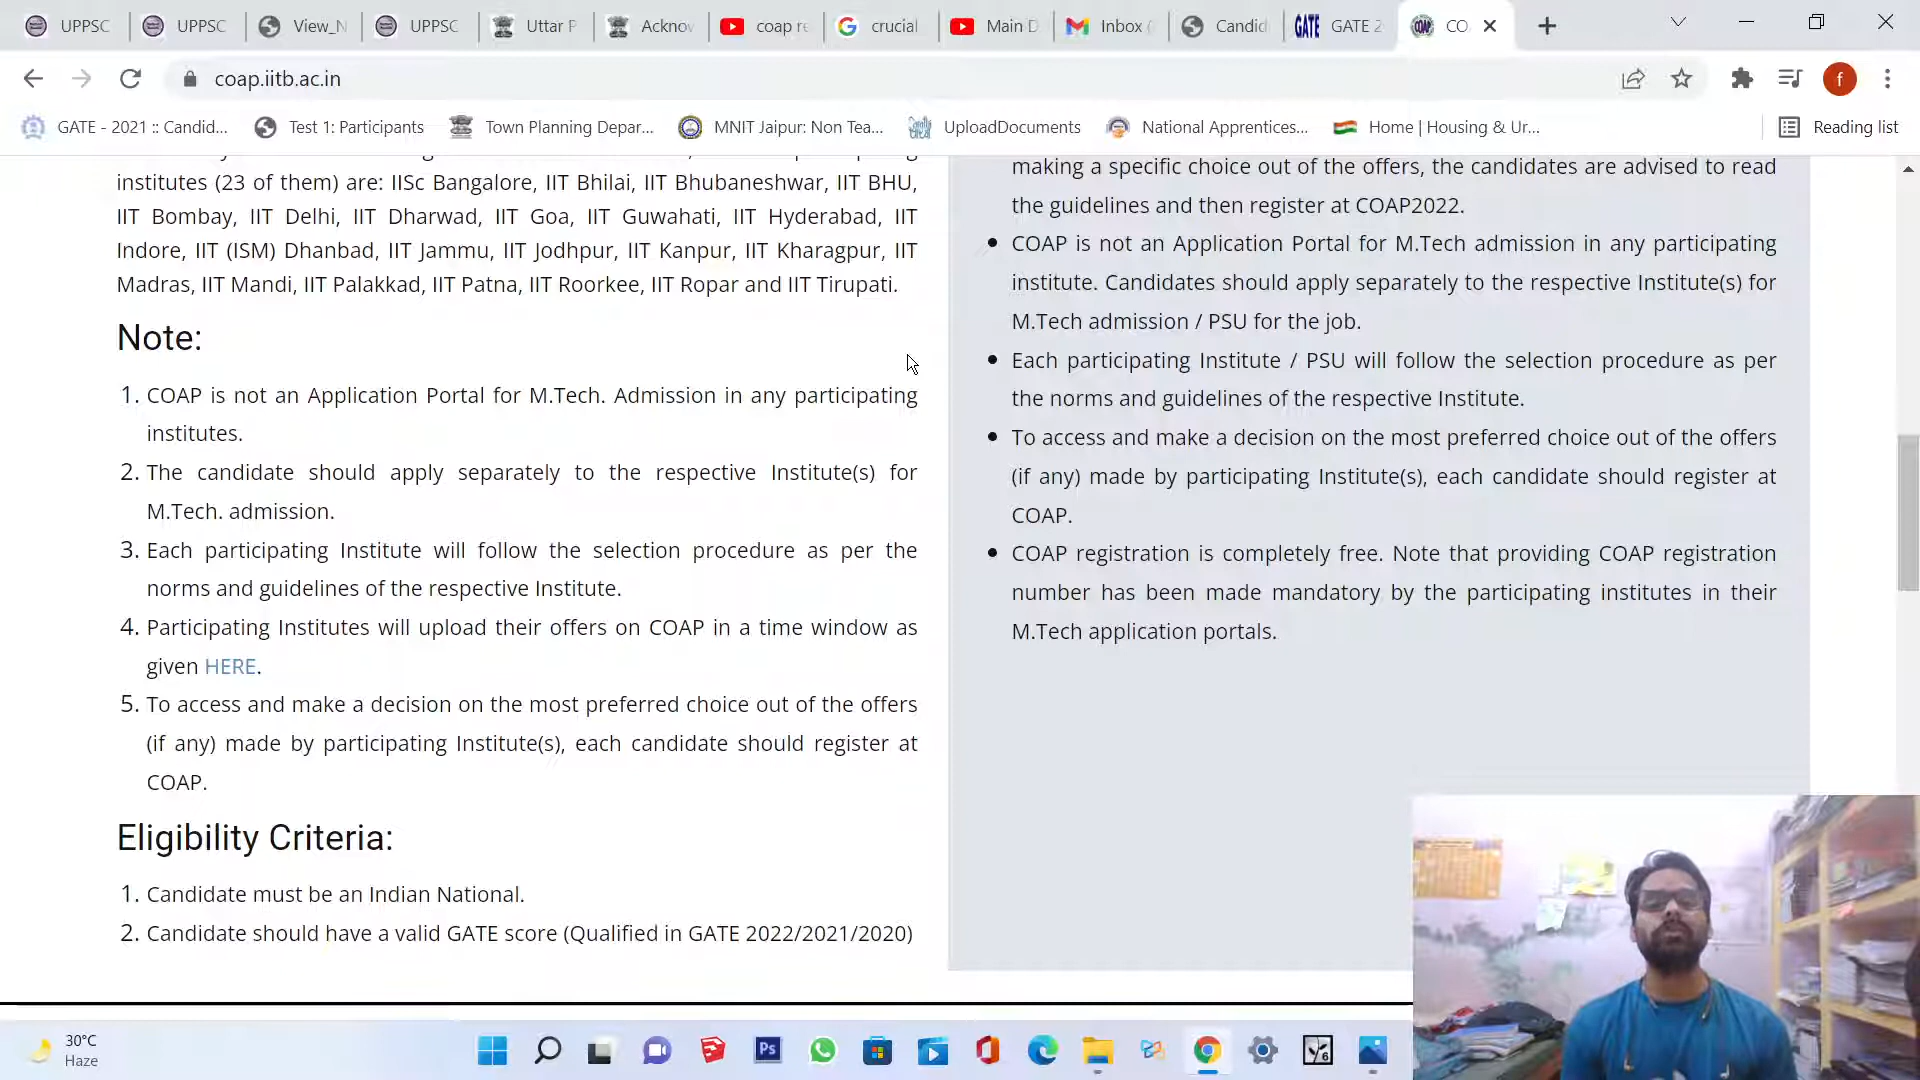 UPPSC
UPPSC
View_N
UPPSC
Uttar P
Acknov
coap re
crucial
Main D
Inbox (
Candid
GATE 2
CO
coap.iitb.ac.in
GATE - 2021 :: Candid...
Test 1: Participants
Town Planning Depar...
MNIT Jaipur: Non Tea...
UploadDocuments
National Apprentices...
Home | Housing & Ur...
Reading list
institutes (23 of them) are: IISc Bangalore, IIT Bhilai, IIT Bhubaneshwar, IIT BHU,
IIT Bombay, IIT Delhi, IIT Dharwad, IIT Goa, IIT Guwahati, IIT Hyderabad, IIT
Indore, IIT (ISM) Dhanbad, IIT Jammu, IIT Jodhpur, IIT Kanpur, IIT Kharagpur, IIT
Madras, IIT Mandi, IIT Palakkad, IIT Patna, IIT Roorkee, IIT Ropar and IIT Tirupati.
Note:
1. COAP is not an Application Portal for M.Tech. Admission in any participating
institutes.
2. The candidate should apply separately to the respective Institute(s) for
M.Tech. admission.
3. Each participating Institute will follow the selection procedure as per the
norms and guidelines of the respective Institute.
4. Participating Institutes will upload their offers on COAP in a time window as
given HERE.
5. To access and make a decision on the most preferred choice out of the offers
(if any) made by participating Institute(s), each candidate should register at
COAP.
Eligibility Criteria:
1. Candidate must be an Indian National.
2. Candidate should have a valid GATE score (Qualified in GATE 2022/2021/2020)
making a specific choice out of the offers, the candidates are advised to read
the guidelines and then register at COAP2022.
• COAP is not an Application Portal for M.Tech admission in any participating
institute. Candidates should apply separately to the respective Institute(s) for
M.Tech admission / PSU for the job.
• Each participating Institute / PSU will follow the selection procedure as per
the norms and guidelines of the respective Institute.
• To access and make a decision on the most preferred choice out of the offers
(if any) made by participating Institute(s), each candidate should register at
COAP.
• COAP registration is completely free. Note that providing COAP registration
number has been made mandatory by the participating institutes in their
M.Tech application portals.
30°C
Haze